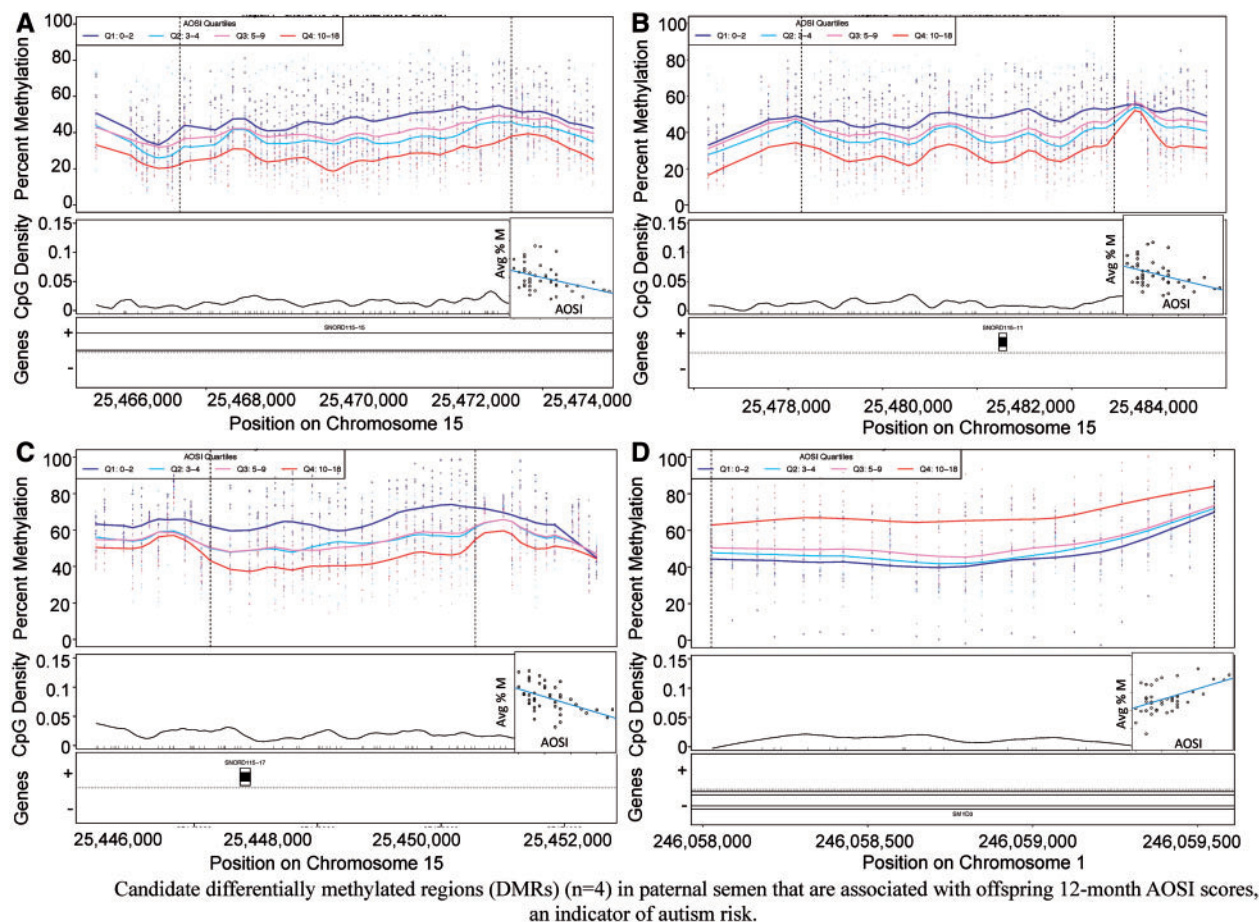 A
AOSI Quartiles
Q1: 0–2 Q2: 3–4 Q3: 5–9 Q4: 10–18
Percent Methylation
100
80
60
40
20
0
CpG Density
0.15
0.1
0.05
0
Avg % M
AOSI
Genes
+
-
SNORD115-15
25,466,000 25,468,000 25,470,000 25,472,000 25,474,000
Position on Chromosome 15
B
AOSI Quartiles
Q1: 0–2 Q2: 3–4 Q3: 5–9 Q4: 10–18
Percent Methylation
100
80
60
40
20
0
CpG Density
0.15
0.1
0.05
0
Avg % M
AOSI
Genes
+
-
25,478,000 25,480,000 25,482,000 25,484,000
Position on Chromosome 15
C
AOSI Quartiles
Q1: 0–2 Q2: 3–4 Q3: 5–9 Q4: 10–18
Percent Methylation
100
80
60
40
20
0
CpG Density
0.15
0.1
0.05
0
Avg % M
AOSI
Genes
+
-
SNORD115-17
25,446,000 25,448,000 25,450,000 25,452,000
Position on Chromosome 15
D
AOSI Quartiles
Q1: 0–2 Q2: 3–4 Q3: 5–9 Q4: 10–18
Percent Methylation
100
80
60
40
20
0
CpG Density
0.15
0.1
0.05
0
Avg % M
AOSI
Genes
+
-
246,058,000 246,058,500 246,059,000 246,059,500
Position on Chromosome 1
Candidate differentially methylated regions (DMRs) (n=4) in paternal semen that are associated with offspring 12-month AOSI scores,
an indicator of autism risk.